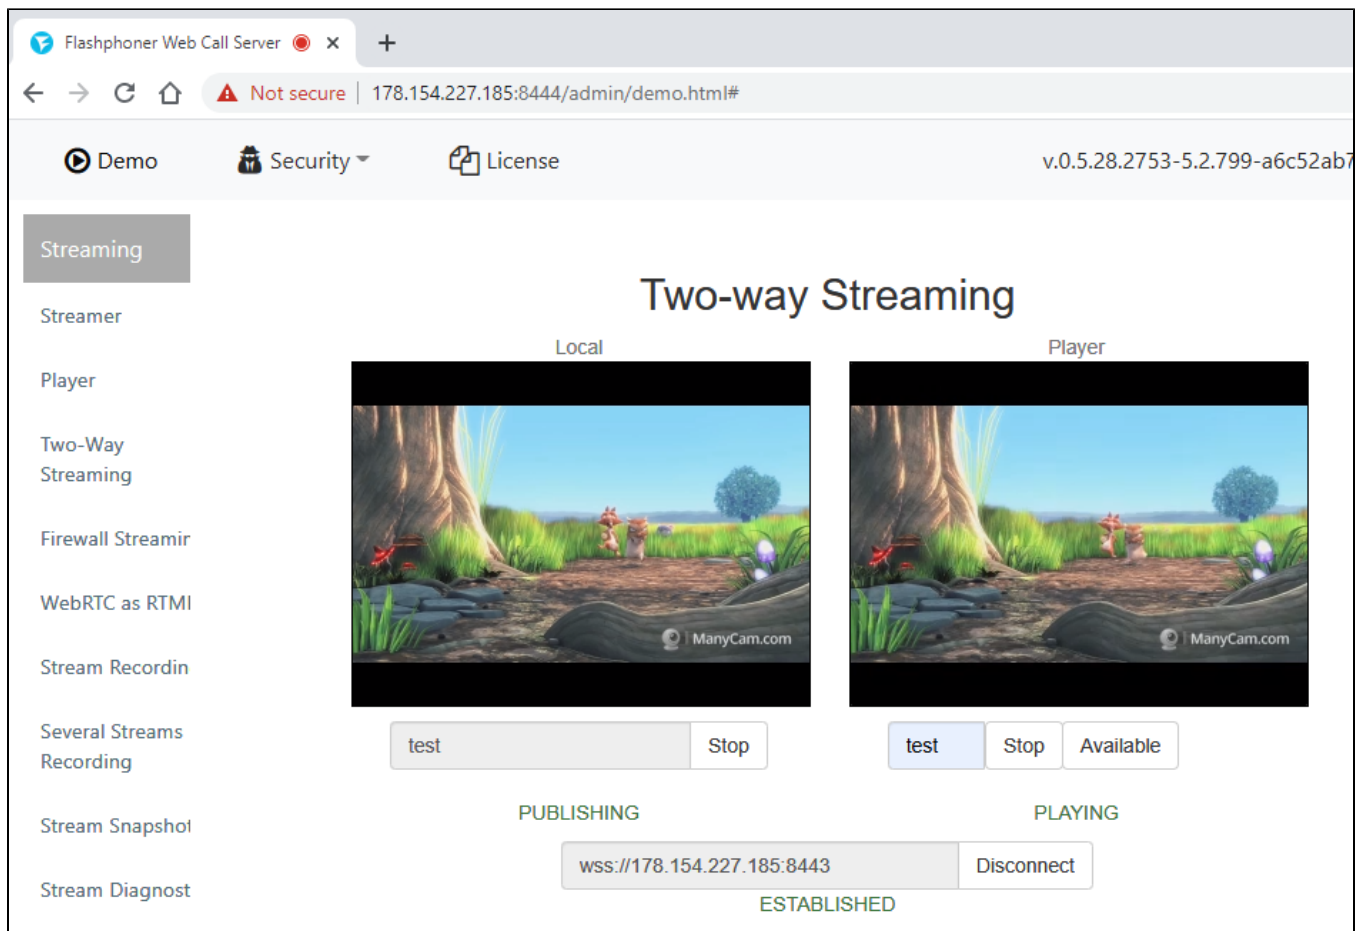 Flashphoner Web Call Server
Not secure | 178.154.227.185:8444/admin/demo.html#
Demo Security License v.0.5.28.2753-5.2.799-a6c52ab7
Streaming
Streamer
Player
Two-Way
Streaming
Firewall Streamin
WebRTC as RTM
Stream Recordin
Several Streams
Recording
Stream Snapshot
Stream Diagnost
Two-way Streaming
Local Player
ManyCam.com ManyCam.com
test Stop test Stop Available
PUBLISHING PLAYING
wss://178.154.227.185:8443 Disconnect
ESTABLISHED